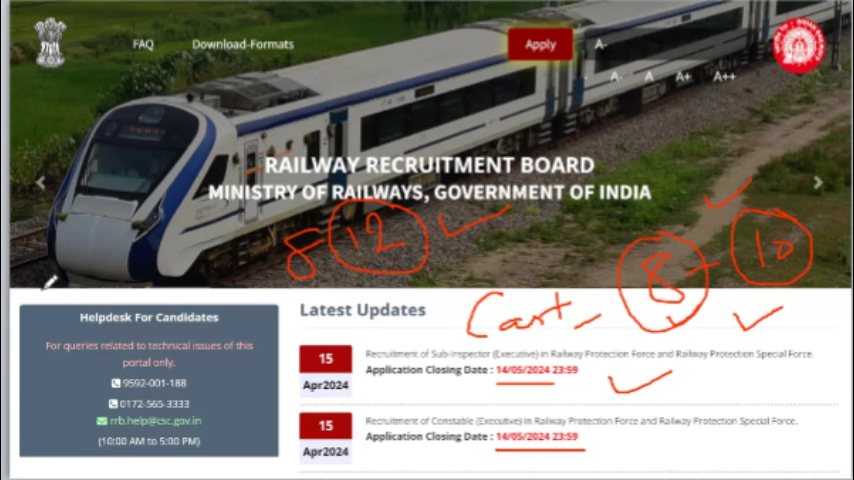 FAQ
Download-Formats
Apply
A-
A-
A
A+
A++
RAILWAY RECRUITMENT BOARD
MINISTRY OF RAILWAYS, GOVERNMENT OF INDIA
8
12
8 - 10
Cast -
Helpdesk For Candidates
For queries related to technical issues of this
portal only.
9592-001-188
0172-565-3333
rrb.help@csc.gov.in
(10:00 AM to 5:00 PM)
Latest Updates
15
Apr2024
Recruitment of Sub-Inspector (Executive) in Railway Protection Force and Railway Protection Special Force.
Application Closing Date : 14/05/2024 23:59
15
Apr2024
Recruitment of Constable (Executive) in Railway Protection Force and Railway Protection Special Force.
Application Closing Date : 14/05/2024 23:59